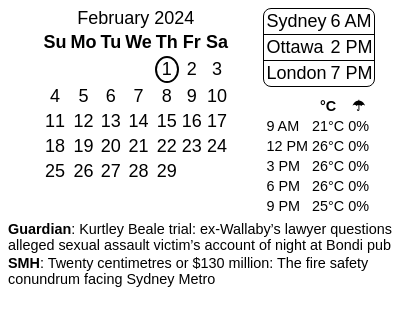 February 2024
Su Mo Tu We Th Fr Sa
1 2 3
4 5 6 7 8 9 10
11 12 13 14 15 16 17
18 19 20 21 22 23 24
25 26 27 28 29
Sydney 6 AM
Ottawa 2 PM
London 7 PM
°C ☂
9 AM 21°C 0%
12 PM 26°C 0%
3 PM 26°C 0%
6 PM 26°C 0%
9 PM 25°C 0%
Guardian: Kurtley Beale trial: ex-Wallaby’s lawyer questions
alleged sexual assault victim’s account of night at Bondi pub
SMH: Twenty centimetres or $130 million: The fire safety
conundrum facing Sydney Metro